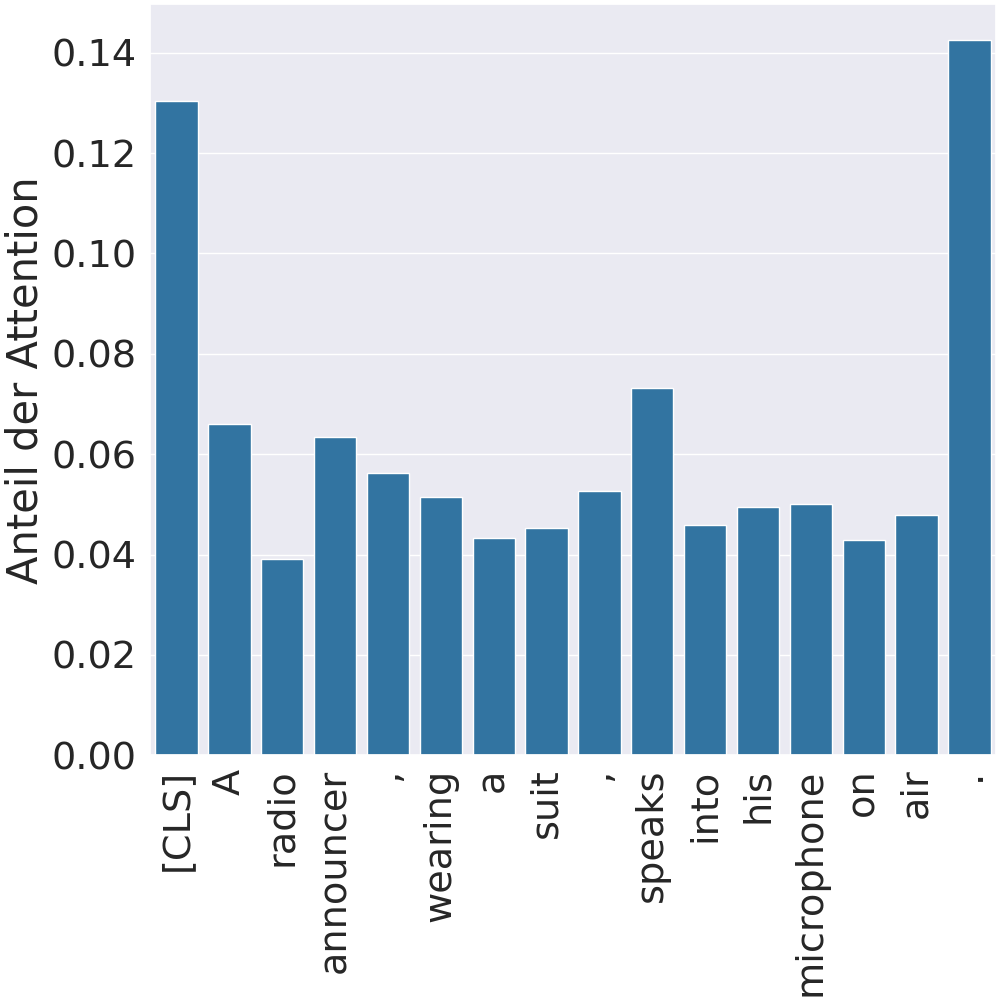 Anteil der Attention
0.14
0.12
0.10
0.08
0.06
0.04
0.02
0.00
[CLS]
A
radio
announcer
,
wearing
a
suit
,
speaks
into
his
microphone
on
air
.